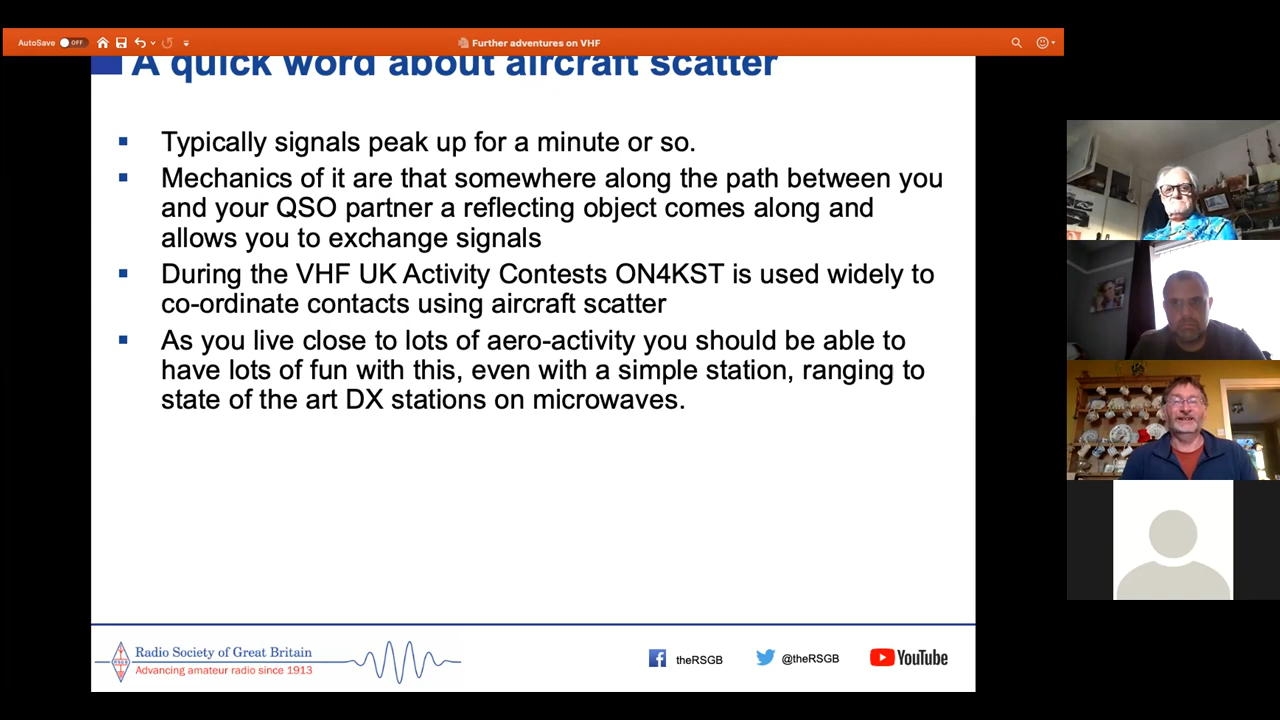 AutoSave OFF
Further adventures on VHF
A quick word about aircraft scatter
Typically signals peak up for a minute or so.
Mechanics of it are that somewhere along the path between you
and your QSO partner a reflecting object comes along and
allows you to exchange signals
During the VHF UK Activity Contests ON4KST is used widely to
co-ordinate contacts using aircraft scatter
As you live close to lots of aero-activity you should be able to
have lots of fun with this, even with a simple station, ranging to
state of the art DX stations on microwaves.
RSGB
Radio Society of Great Britain
Advancing amateur radio since 1913
theRSGB
@theRSGB
YouTube